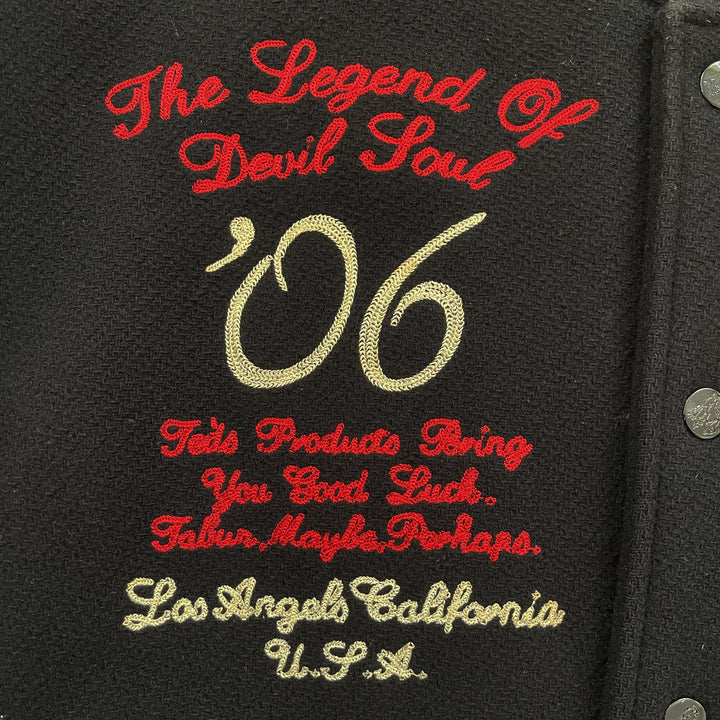 The Legend Of
Devil Soul
'06
Ted's Products Bring
You Good Luck.
Tabun, Maybe, Perhaps.
Los Angels California
U.S.A.